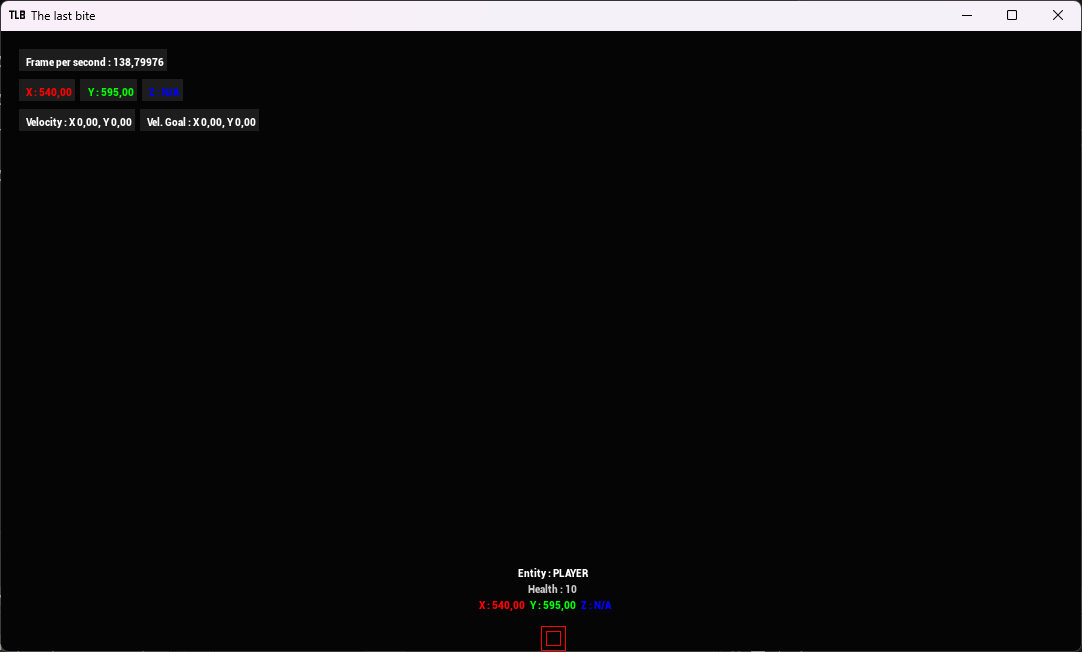 TLB The last bite
Frame per second : 138,79976
X : 540,00 Y : 595,00 Z : N/A
Velocity : X 0,00, Y 0,00 Vel. Goal : X 0,00, Y 0,00
Entity : PLAYER
Health : 10
X : 540,00 Y : 595,00 Z : N/A